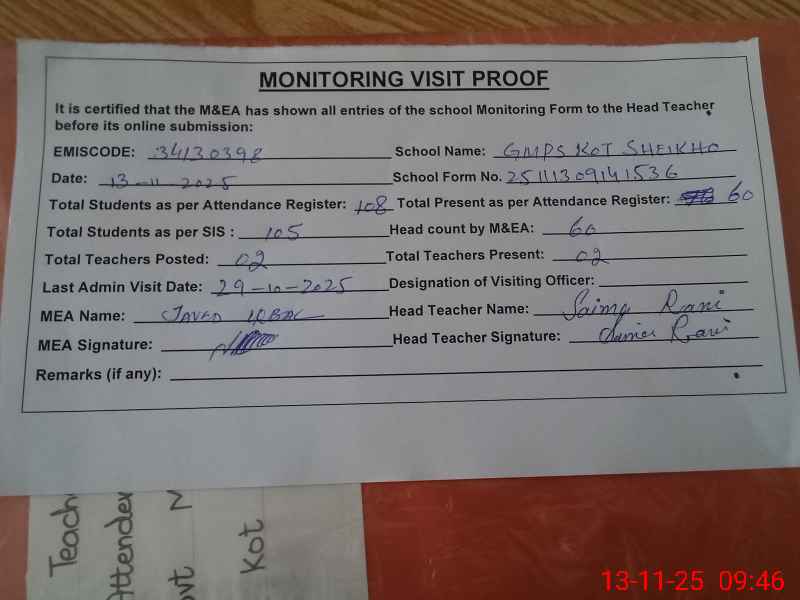 MONITORING VISIT PROOF
It is certified that the M&EA has shown all entries of the school Monitoring Form to the Head Teacher
before its online submission:
EMISCODE: 34130398 School Name: GMPS KOT SHEIKHO
Date: 13-11-2025 School Form No. 25111309141536
Total Students as per Attendance Register: 108 Total Present as per Attendance Register: 60
Total Students as per SIS : 105 Head count by M&EA: 60
Total Teachers Posted: 02 Total Teachers Present: 02
Last Admin Visit Date: 29-10-2025 Designation of Visiting Officer:
MEA Name: JAVED IQBAL Head Teacher Name: Saima Rani
MEA Signature: Head Teacher Signature: Rani
Remarks (if any):
Teach
Attender
ovt M
Kot
13-11-25 09:46